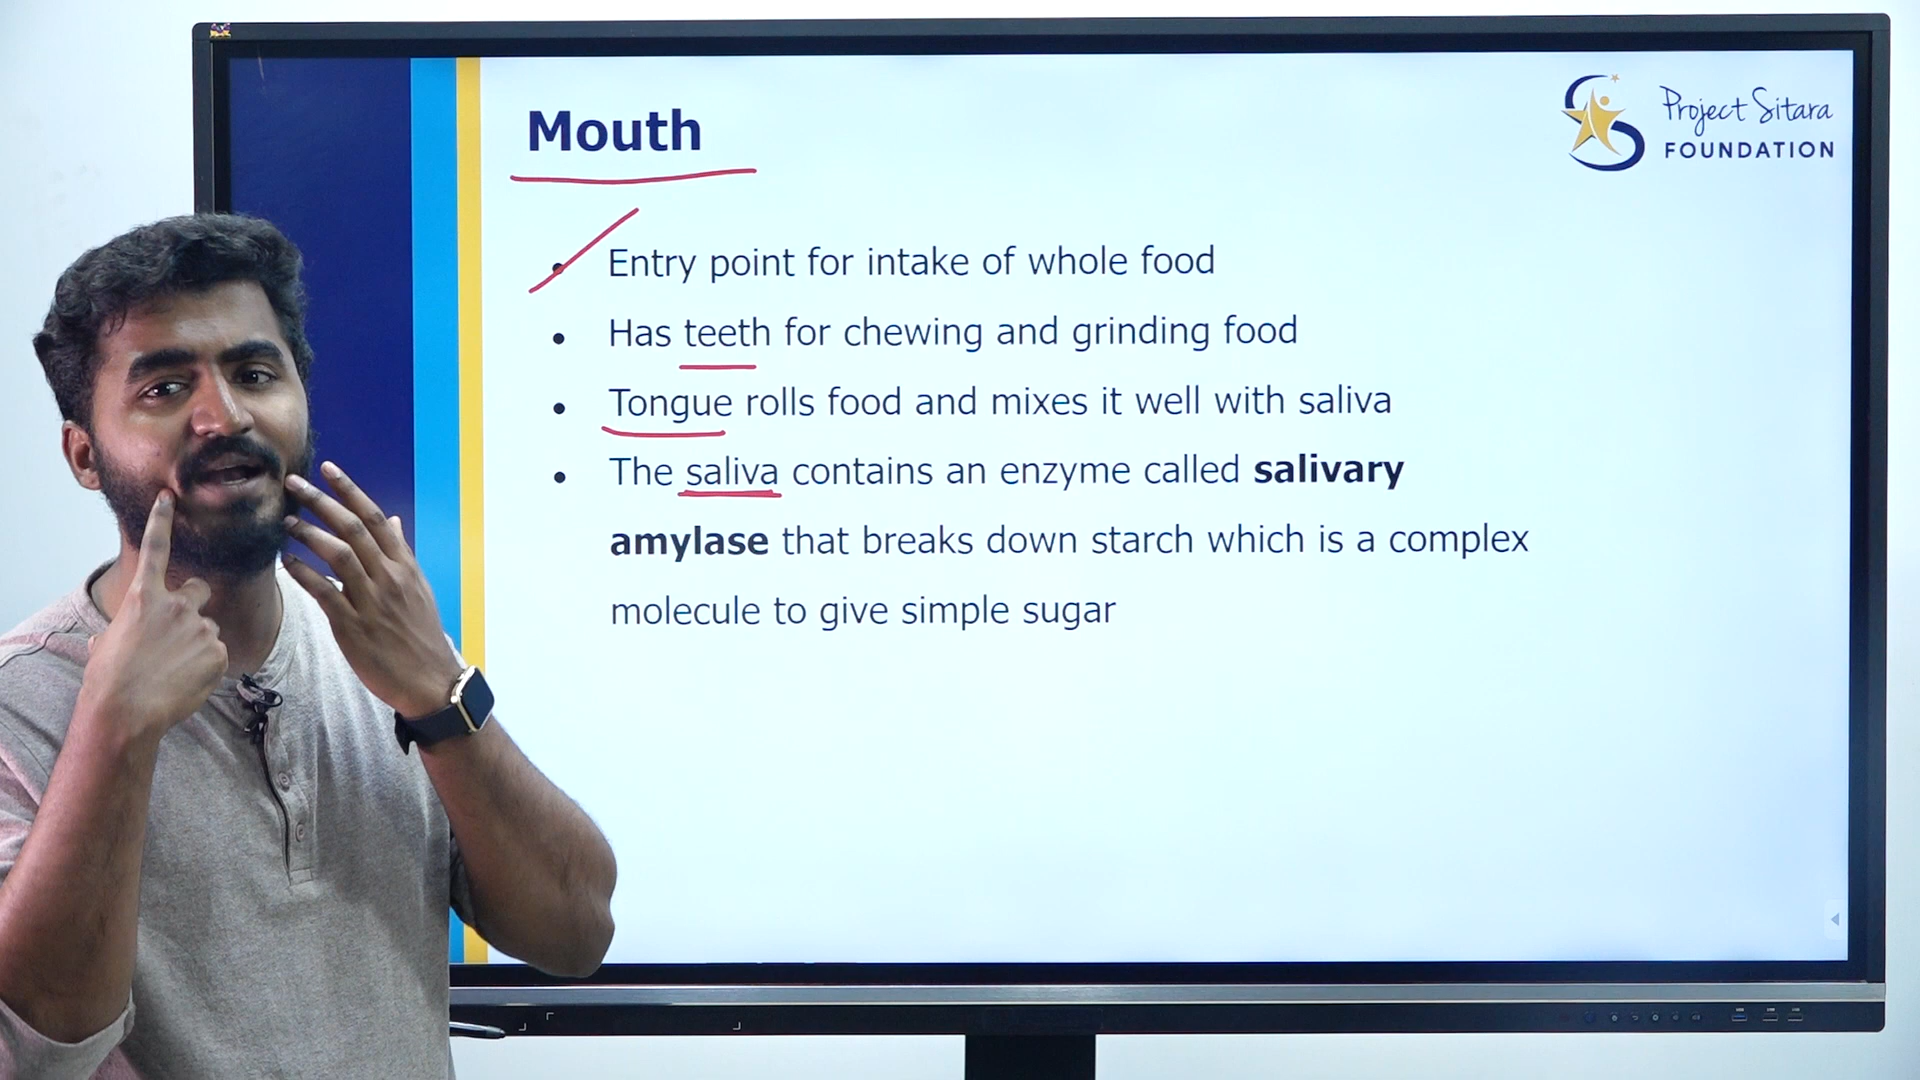 Mouth
Project Sitara
FOUNDATION
• Entry point for intake of whole food
• Has teeth for chewing and grinding food
• Tongue rolls food and mixes it well with saliva
• The saliva contains an enzyme called salivary
amylase that breaks down starch which is a complex
molecule to give simple sugar